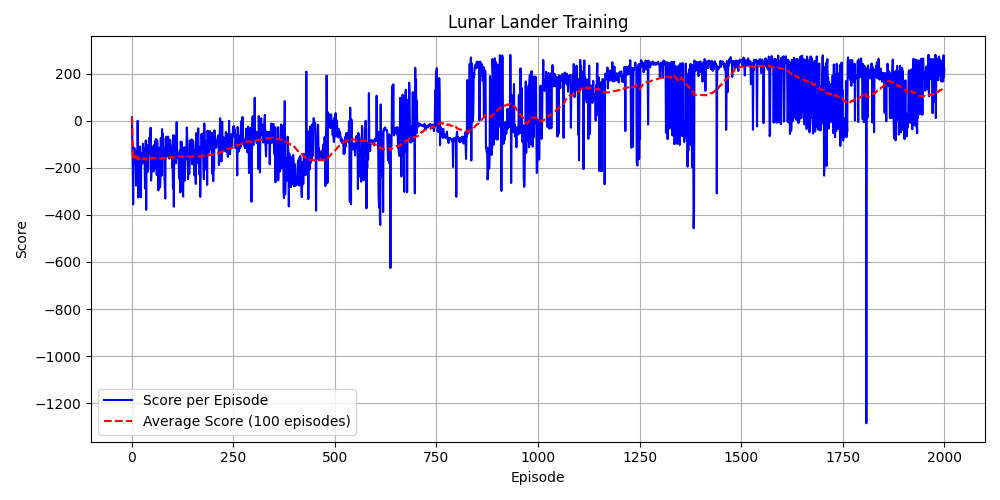 Lunar Lander Training
Score
200
0
−200
−400
−600
−800
−1000
−1200
Score per Episode
Average Score (100 episodes)
0 250 500 750 1000 1250 1500 1750 2000
Episode